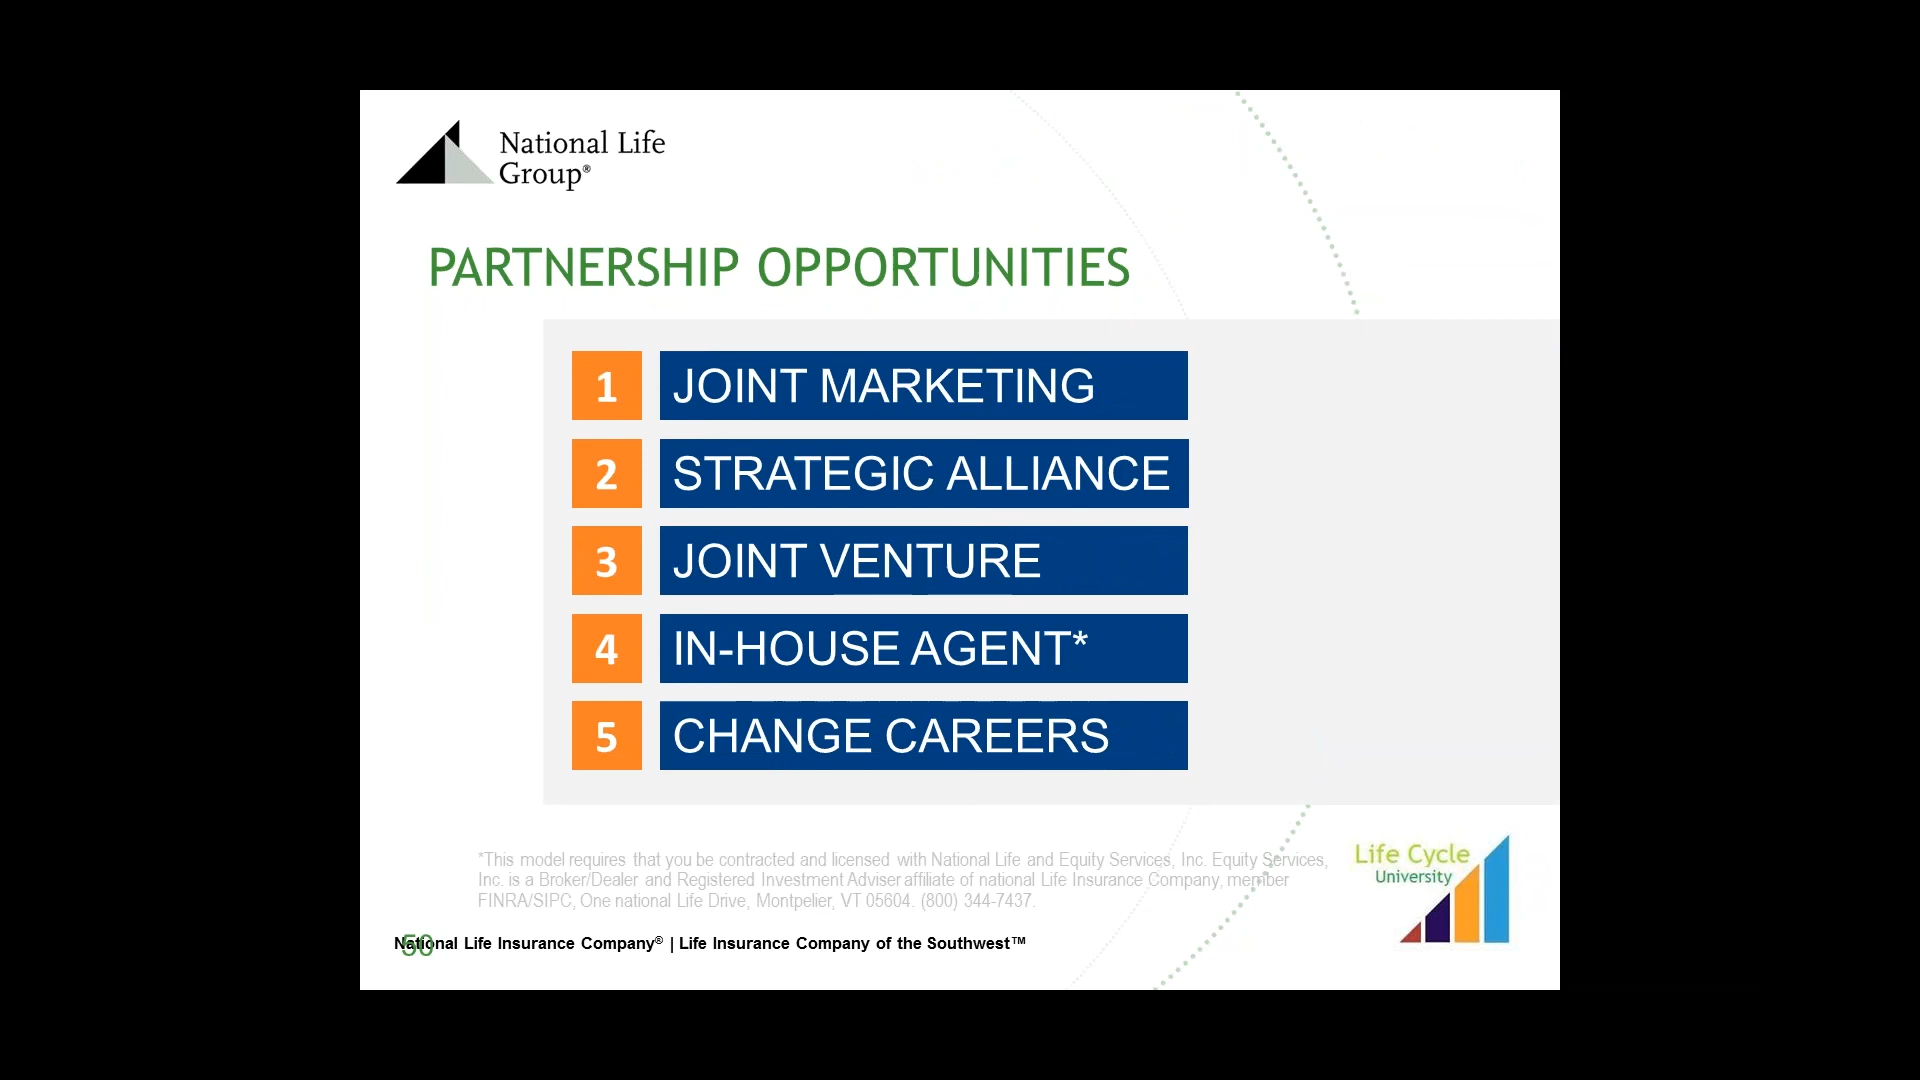 National Life
Group®
PARTNERSHIP OPPORTUNITIES
1 JOINT MARKETING
2 STRATEGIC ALLIANCE
3 JOINT VENTURE
4 IN-HOUSE AGENT*
5 CHANGE CAREERS
*This model requires that you be contracted and licensed with National Life and Equity Services, Inc. Equity Services,
Inc. is a Broker/Dealer and Registered Investment Adviser affiliate of national Life Insurance Company, member
FINRA/SIPC, One national Life Drive, Montpelier, VT 05604. (800) 344-7437.
Life Cycle
University
National Life Insurance Company® | Life Insurance Company of the Southwest™
50